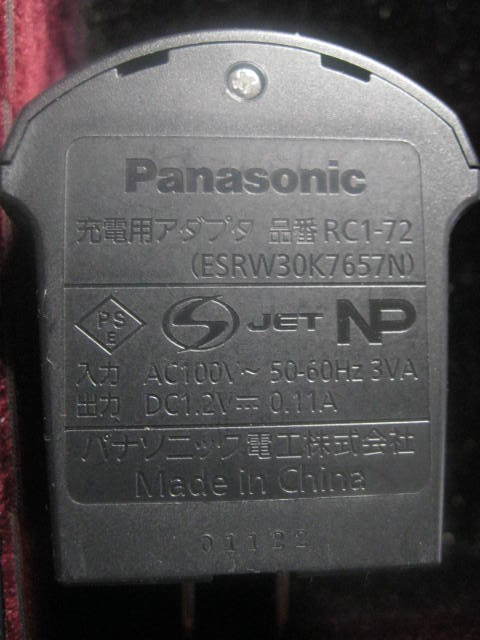 Panasonic
充電用アダプタ 品番 RC1-72
(ESRW30K7657N)
PSE S JET NP
入力 AC100V～ 50-60Hz 3VA
出力 DC1.2V⎓ 0.11A
パナソニック電工株式会社
Made in China
01122